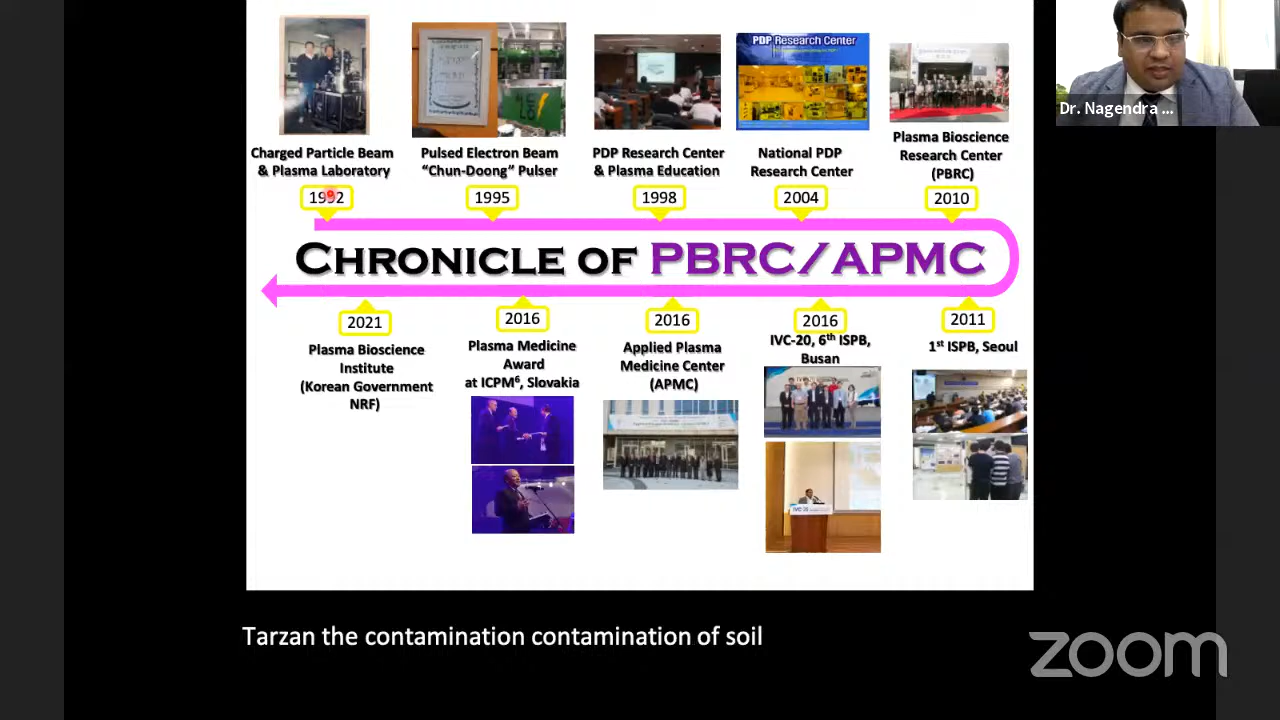 PDP Research Center
Dr. Nagendra ...
Charged Particle Beam
& Plasma Laboratory
Pulsed Electron Beam
“Chun-Doong” Pulser
PDP Research Center
& Plasma Education
National PDP
Research Center
Plasma Bioscience
Research Center
(PBRC)
1992
1995
1998
2004
2010
CHRONICLE OF PBRC/APMC
2021
2016
2016
2016
2011
Plasma Bioscience
Institute
(Korean Government
NRF)
Plasma Medicine
Award
at ICPM⁶, Slovakia
Applied Plasma
Medicine Center
(APMC)
IVC-20, 6th ISPB,
Busan
1st ISPB, Seoul
Tarzan the contamination contamination of soil
zoom